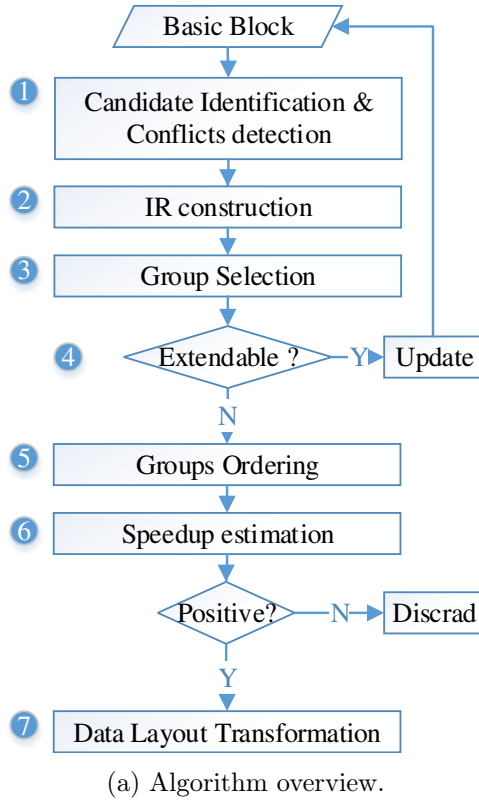 Basic Block
1
Candidate Identification &
Conflicts detection
2
IR construction
3
Group Selection
4
Extendable ?
Y
Update
N
5
Groups Ordering
6
Speedup estimation
Positive?
N
Discrad
Y
7
Data Layout Transformation
(a) Algorithm overview.